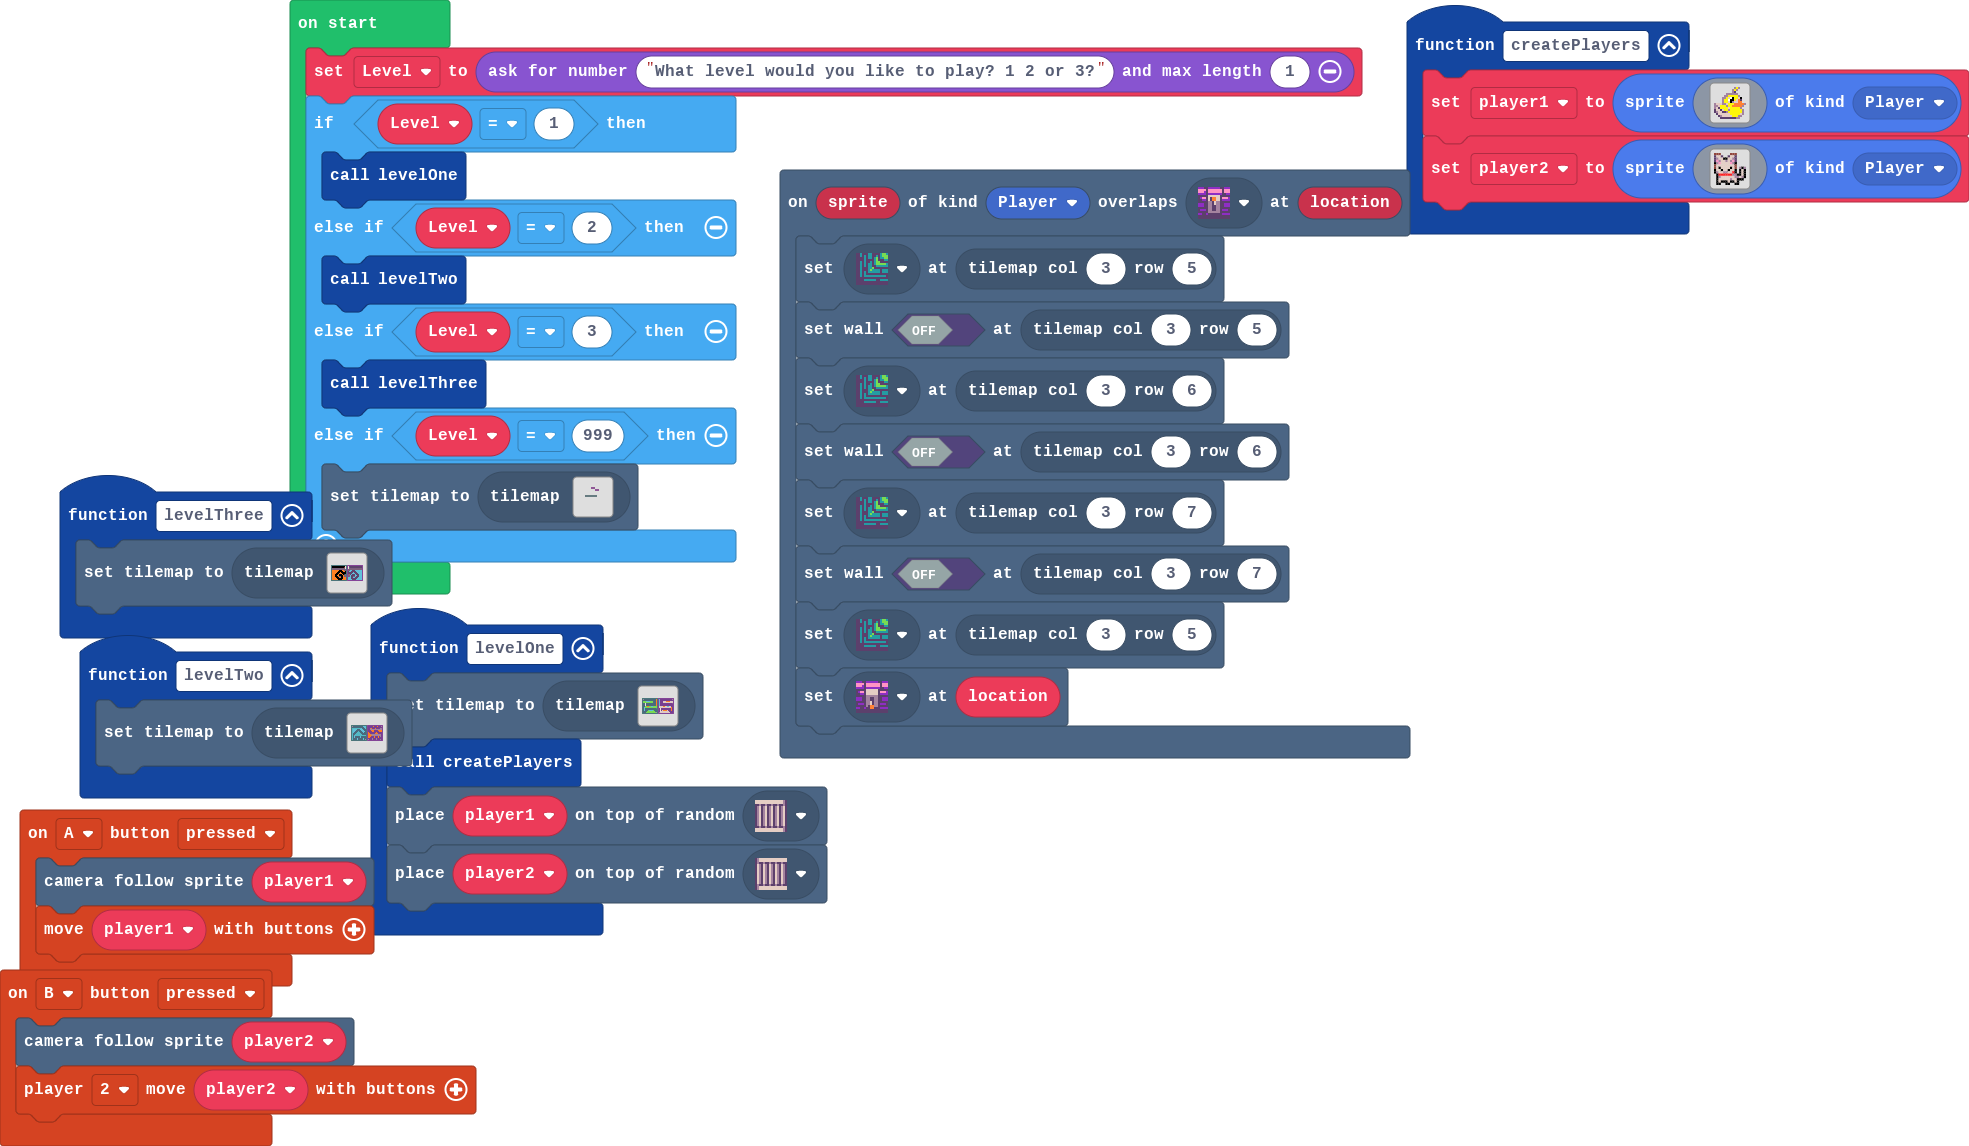 on start
set Level to ask for number "What level would you like to play? 1 2 or 3?" and max length 1
if Level = 1 then
call levelOne
else if Level = 2 then
call levelTwo
else if Level = 3 then
call levelThree
else if Level = 999 then
set tilemap to tilemap
function createPlayers
set player1 to sprite of kind Player
set player2 to sprite of kind Player
on sprite of kind Player overlaps at location
set at tilemap col 3 row 5
set wall OFF at tilemap col 3 row 5
set at tilemap col 3 row 6
set wall OFF at tilemap col 3 row 6
set at tilemap col 3 row 7
set wall OFF at tilemap col 3 row 7
set at tilemap col 3 row 5
set at location
function levelThree
set tilemap to tilemap
function levelTwo
set tilemap to tilemap
function levelOne
et tilemap to tilemap
all createPlayers
place player1 on top of random
place player2 on top of random
on A button pressed
camera follow sprite player1
move player1 with buttons
on B button pressed
camera follow sprite player2
player 2 move player2 with buttons